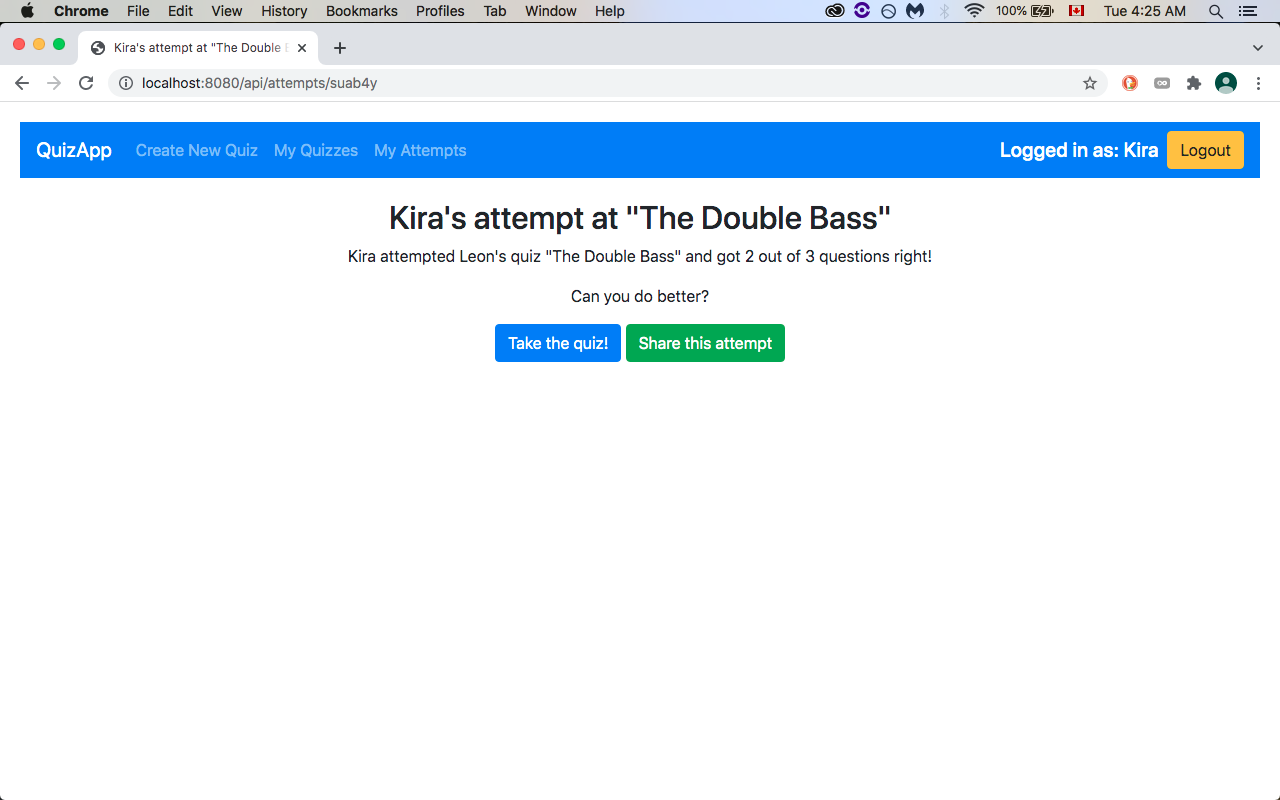 Chrome File Edit View History Bookmarks Profiles Tab Window Help 100% Tue 4:25 AM
Kira's attempt at "The Double
localhost:8080/api/attempts/suab4y
QuizApp Create New Quiz My Quizzes My Attempts Logged in as: Kira Logout
Kira's attempt at "The Double Bass"
Kira attempted Leon's quiz "The Double Bass" and got 2 out of 3 questions right!
Can you do better?
Take the quiz! Share this attempt